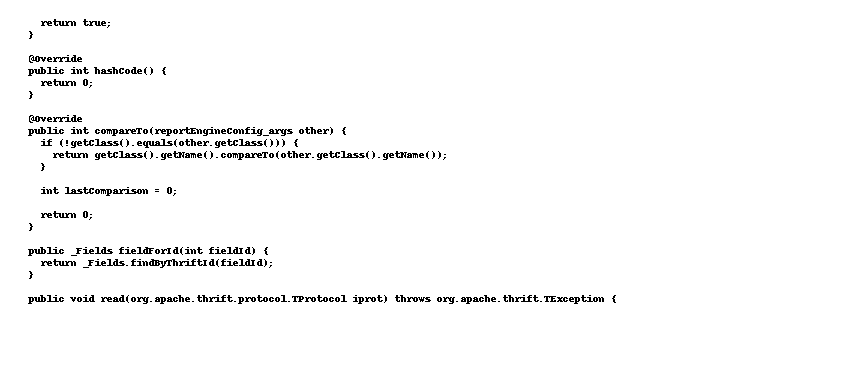 return true;
}
@Override
public int hashCode() {
return 0;
}
@Override
public int compareTo(reportEngineConfig_args other) {
if (!getClass().equals(other.getClass())) {
return getClass().getName().compareTo(other.getClass().getName());
}
int lastComparison = 0;
return 0;
}
public _Fields fieldForId(int fieldId) {
return _Fields.findByThriftId(fieldId);
}
public void read(org.apache.thrift.protocol.TProtocol iprot) throws org.apache.thrift.TException {